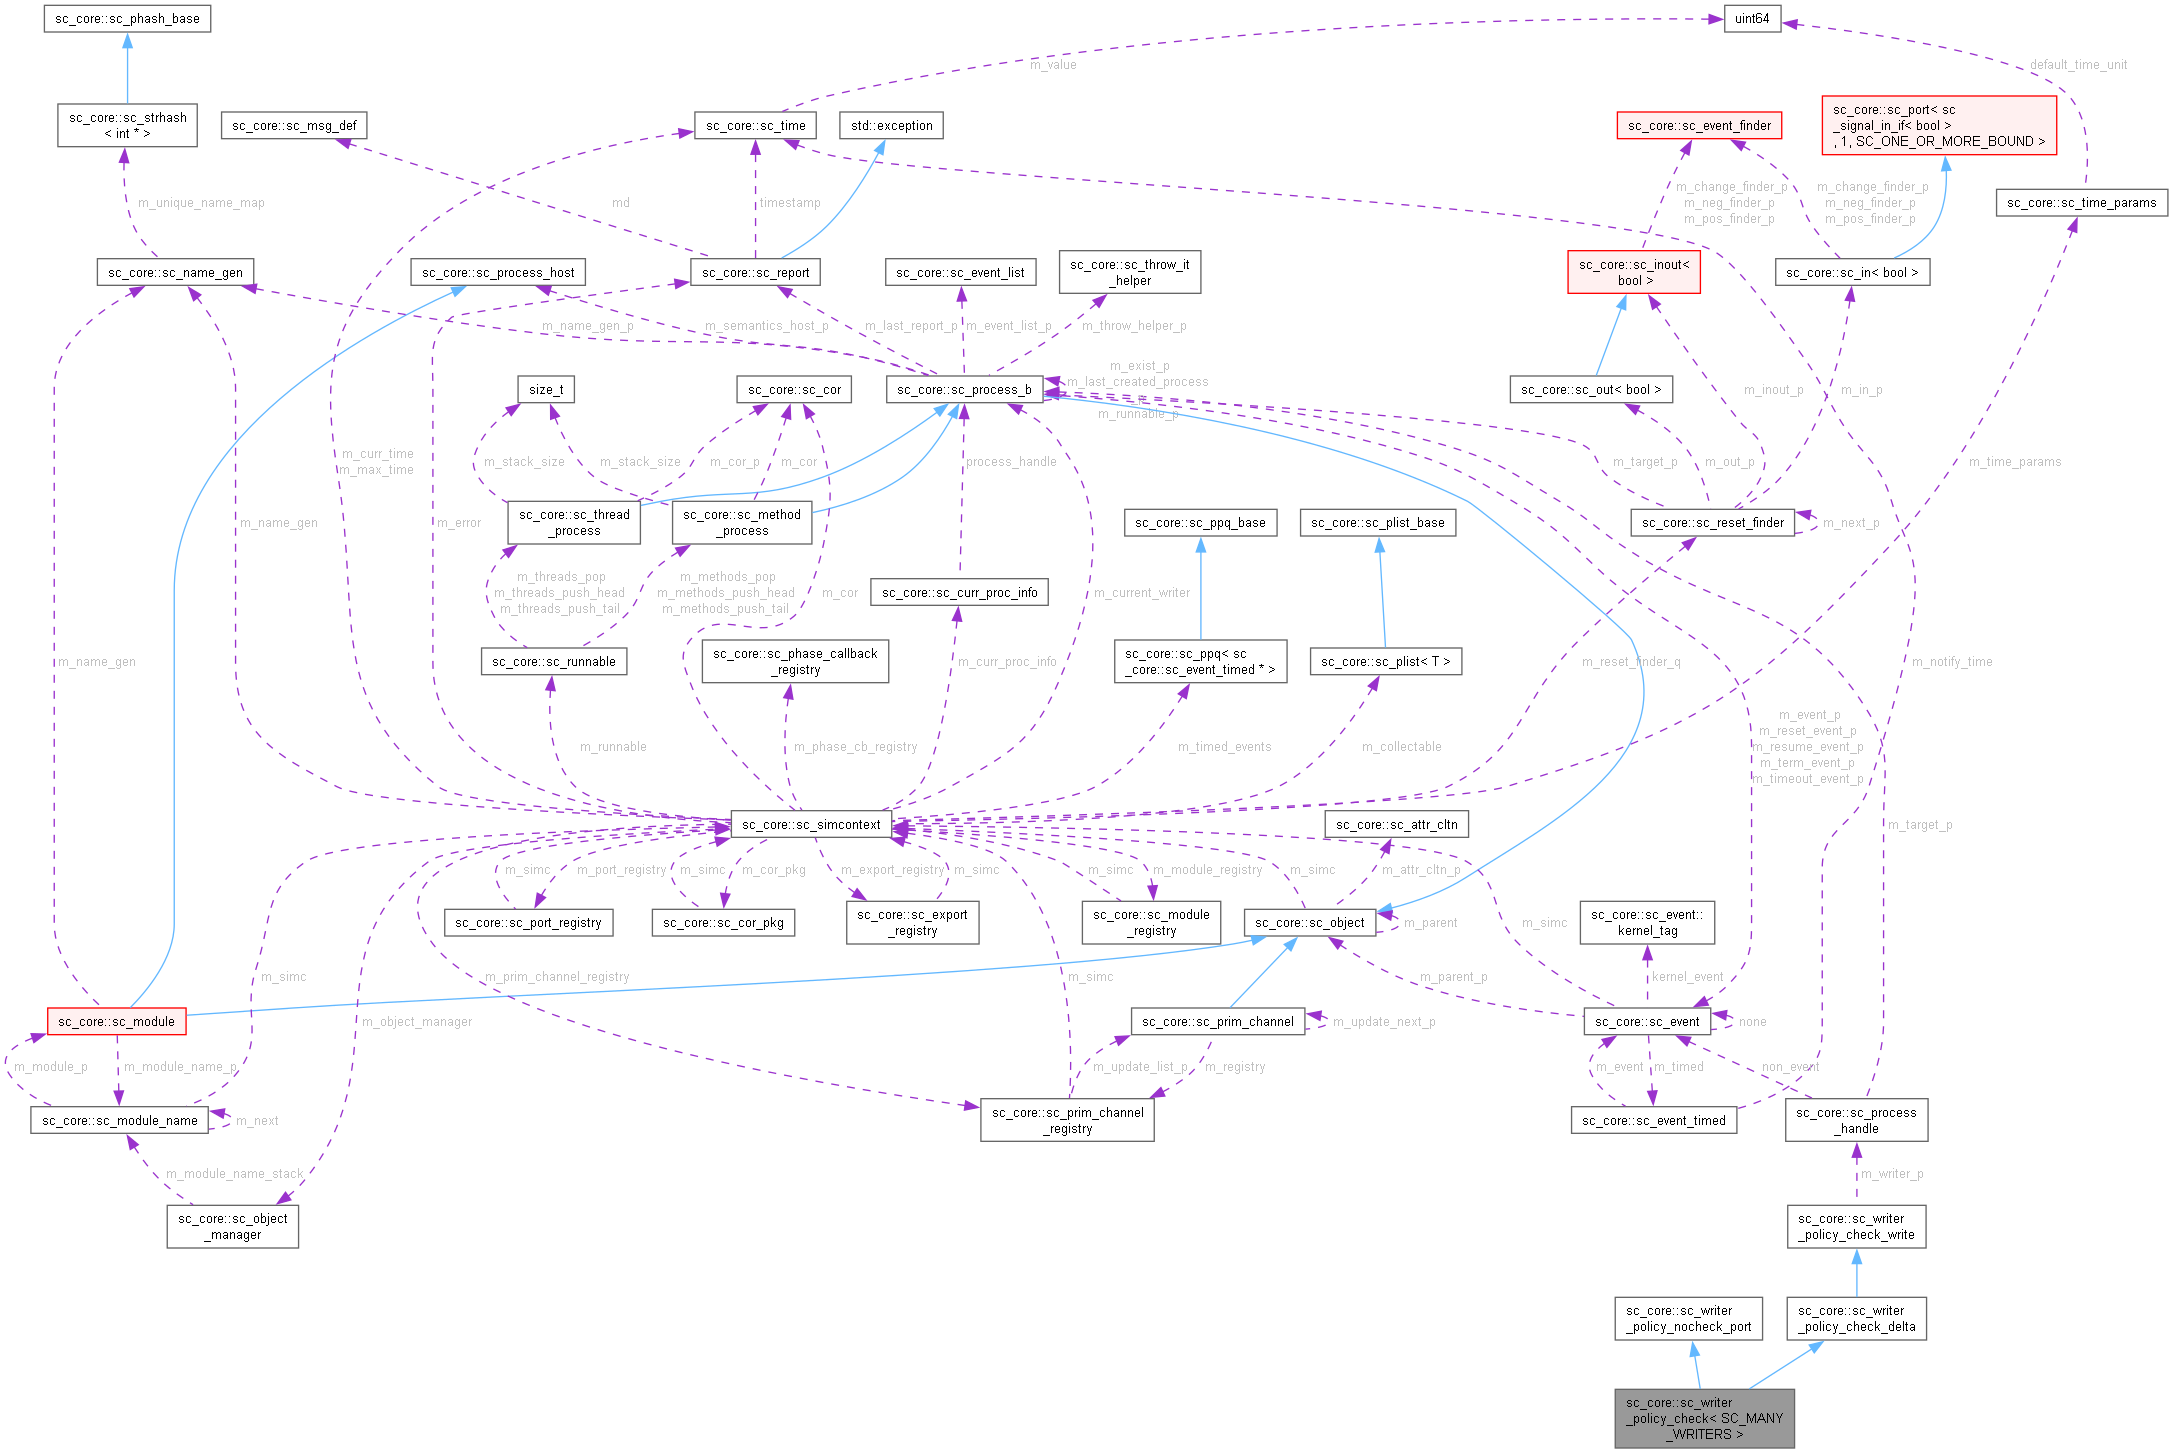 sc_core::sc_phash_base
uint64
m_value
default_time_unit
sc_core::sc_strhash
< int * >
sc_core::sc_msg_def
sc_core::sc_time
std::exception
sc_core::sc_event_finder
sc_core::sc_port< sc
_signal_in_if< bool >
, 1, SC_ONE_OR_MORE_BOUND >
m_unique_name_map
md
timestamp
m_change_finder_p
m_neg_finder_p
m_pos_finder_p
m_change_finder_p
m_neg_finder_p
m_pos_finder_p
sc_core::sc_time_params
sc_core::sc_name_gen
sc_core::sc_process_host
sc_core::sc_report
sc_core::sc_event_list
sc_core::sc_throw_it
_helper
sc_core::sc_inout<
bool >
sc_core::sc_in< bool >
m_name_gen_p
m_semantics_host_p
m_last_report_p
m_event_list_p
m_throw_helper_p
size_t
sc_core::sc_cor
sc_core::sc_process_b
m_exist_p
m_last_created_process
_p
m_runnable_p
sc_core::sc_out< bool >
m_inout_p
m_in_p
m_curr_time
m_max_time
m_stack_size
m_stack_size
m_cor_p
m_cor
process_handle
m_target_p
m_out_p
m_time_params
m_name_gen
m_error
sc_core::sc_thread
_process
sc_core::sc_method
_process
sc_core::sc_ppq_base
sc_core::sc_plist_base
sc_core::sc_reset_finder
m_next_p
m_threads_pop
m_threads_push_head
m_threads_push_tail
m_methods_pop
m_methods_push_head
m_methods_push_tail
m_cor
sc_core::sc_curr_proc_info
m_current_writer
m_name_gen
sc_core::sc_runnable
sc_core::sc_phase_callback
_registry
m_curr_proc_info
sc_core::sc_ppq< sc
_core::sc_event_timed * >
sc_core::sc_plist< T >
m_reset_finder_q
m_notify_time
m_runnable
m_phase_cb_registry
m_timed_events
m_collectable
m_event_p
m_reset_event_p
m_resume_event_p
m_term_event_p
m_timeout_event_p
sc_core::sc_simcontext
sc_core::sc_attr_cltn
m_target_p
m_simc
m_port_registry
m_simc
m_cor_pkg
m_export_registry
m_simc
m_simc
m_module_registry
m_simc
m_attr_cltn_p
sc_core::sc_port_registry
sc_core::sc_cor_pkg
sc_core::sc_export
_registry
sc_core::sc_module
_registry
sc_core::sc_object
m_parent
m_simc
sc_core::sc_event::
kernel_tag
m_simc
m_prim_channel_registry
m_simc
m_parent_p
kernel_event
sc_core::sc_module
m_object_manager
sc_core::sc_prim_channel
m_update_next_p
sc_core::sc_event
none
m_module_p
m_module_name_p
m_update_list_p
m_registry
m_event
m_timed
non_event
sc_core::sc_module_name
m_next
sc_core::sc_prim_channel
_registry
sc_core::sc_event_timed
sc_core::sc_process
_handle
m_module_name_stack
m_writer_p
sc_core::sc_object
_manager
sc_core::sc_writer
_policy_check_write
sc_core::sc_writer
_policy_nocheck_port
sc_core::sc_writer
_policy_check_delta
sc_core::sc_writer
_policy_check< SC_MANY
_WRITERS >